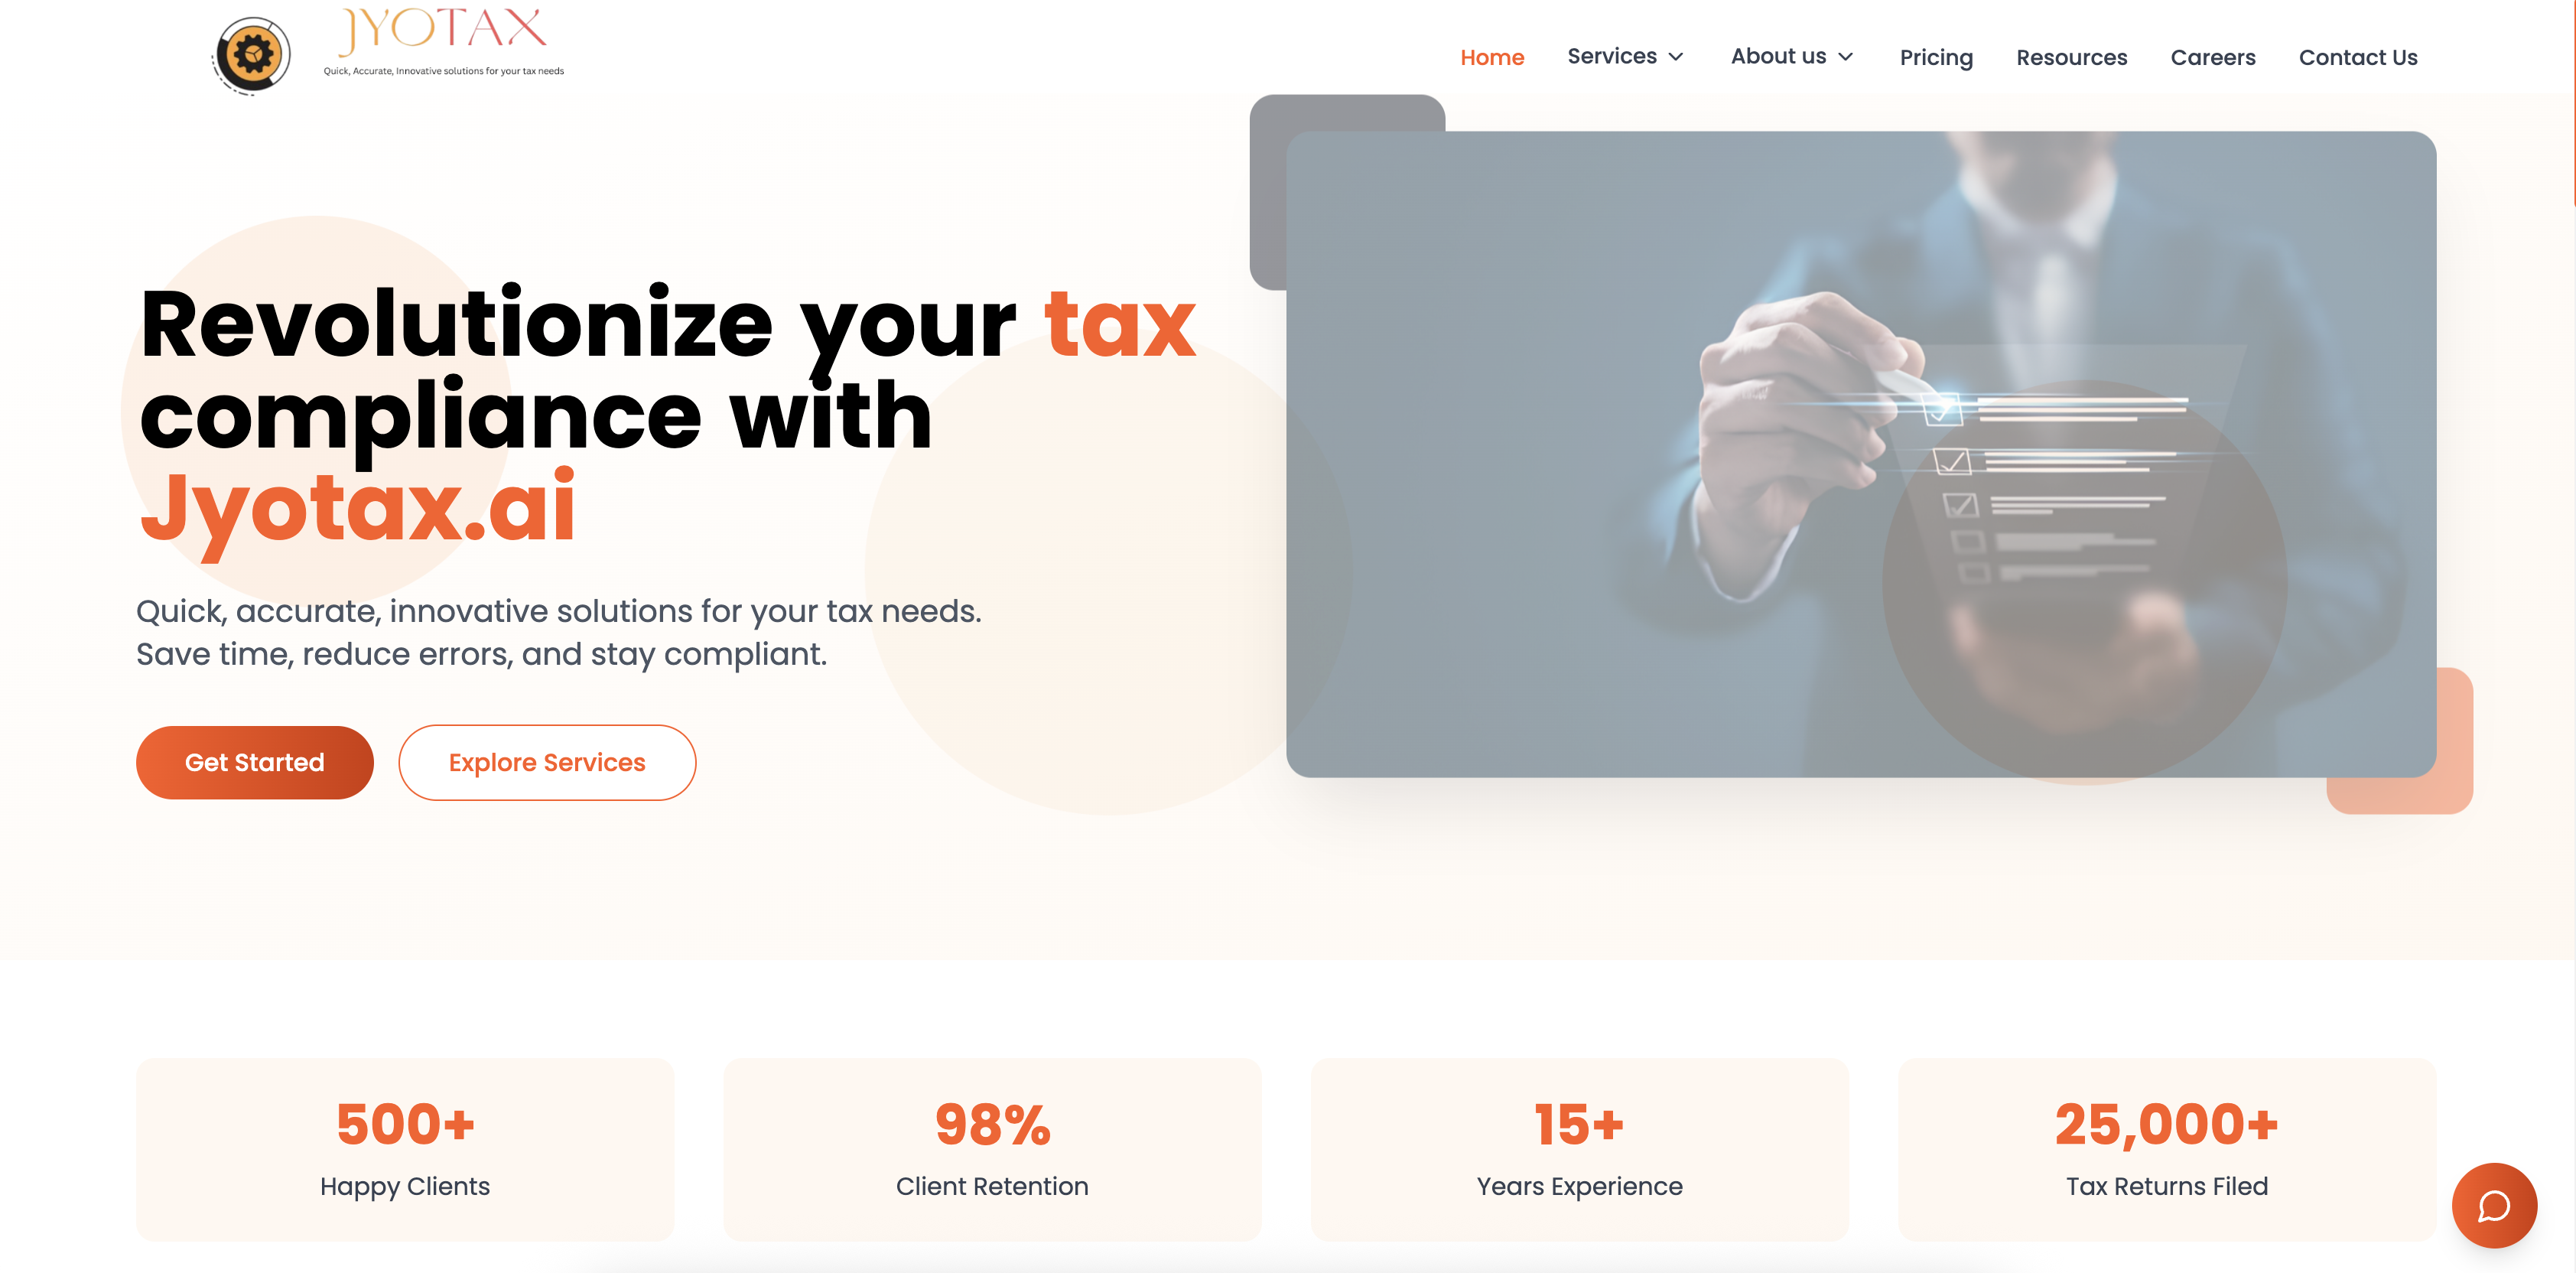 JYOTAX
Quick, Accurate, Innovative solutions for your tax needs
Home
Services
About us
Pricing
Resources
Careers
Contact Us
Revolutionize your tax
compliance with
Jyotax.ai
Quick, accurate, innovative solutions for your tax needs.
Save time, reduce errors, and stay compliant.
Get Started
Explore Services
500+
Happy Clients
98%
Client Retention
15+
Years Experience
25,000+
Tax Returns Filed